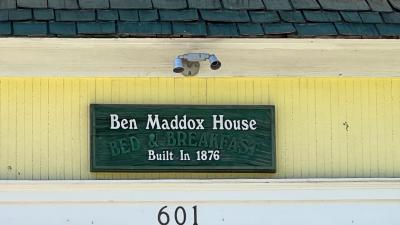 Ben Maddox House
BED & BREAKFAST
Built In 1876
601